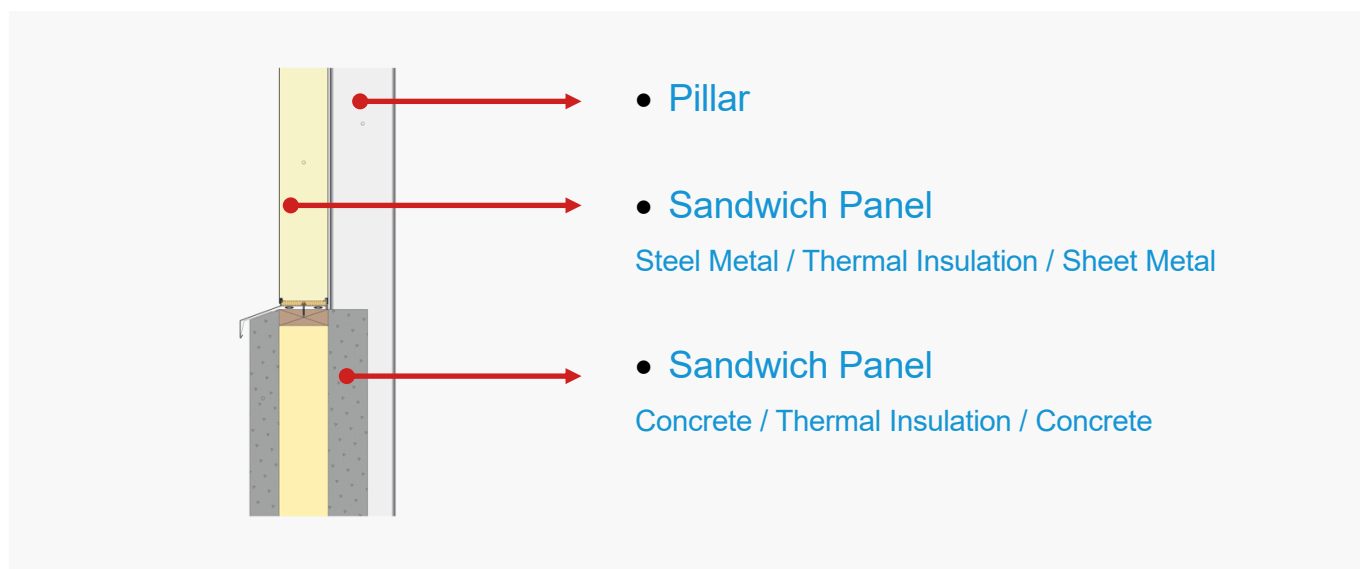 • Pillar
• Sandwich Panel
Steel Metal / Thermal Insulation / Sheet Metal
• Sandwich Panel
Concrete / Thermal Insulation / Concrete